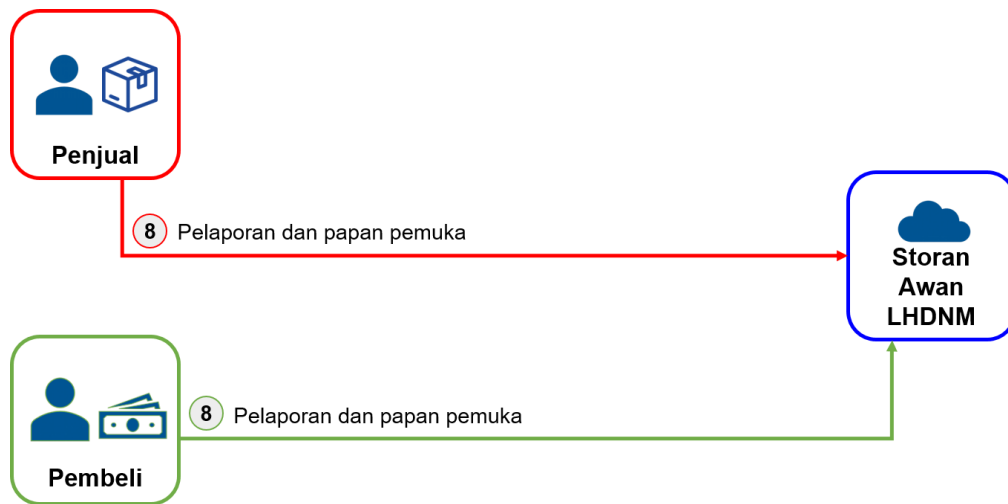 Penjual
8 Pelaporan dan papan pemuka
Storan
Awan
LHDNM
8 Pelaporan dan papan pemuka
Pembeli